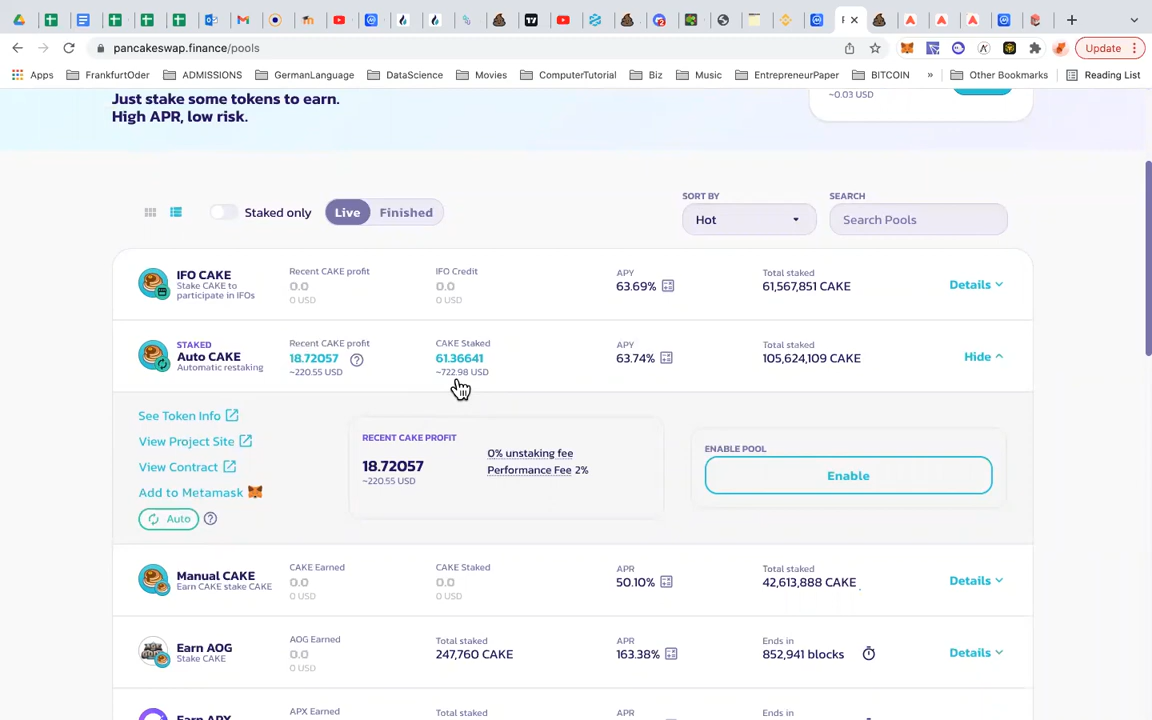 pancakeswap.finance/pools
Update
Apps
FrankfurtOder
ADMISSIONS
GermanLanguage
DataScience
Movies
ComputerTutorial
Biz
Music
EntrepreneurPaper
BITCOIN
»
Other Bookmarks
Reading List
Just stake some tokens to earn.
High APR, low risk.
~0.03 USD
Staked only
Live
Finished
SORT BY
Hot
SEARCH
Search Pools
IFO CAKE
Stake CAKE to
participate in IFOs
Recent CAKE profit
0.0
0 USD
IFO Credit
0.0
0 USD
APY
63.69%
Total staked
61,567,851 CAKE
Details
STAKED
Auto CAKE
Automatic restaking
Recent CAKE profit
18.72057
~220.55 USD
CAKE Staked
61.36641
~722.98 USD
APY
63.74%
Total staked
105,624,109 CAKE
Hide
See Token Info
View Project Site
View Contract
Add to Metamask
Auto
RECENT CAKE PROFIT
18.72057
~220.55 USD
0% unstaking fee
Performance Fee 2%
ENABLE POOL
Enable
Manual CAKE
Earn CAKE stake CAKE
CAKE Earned
0.0
0 USD
CAKE Staked
0.0
0 USD
APR
50.10%
Total staked
42,613,888 CAKE
Details
Earn AOG
Stake CAKE
AOG Earned
0.0
0 USD
Total staked
247,760 CAKE
APR
163.38%
Ends in
852,941 blocks
Details
Earn APX
APX Earned
Total staked
APR
Ends in